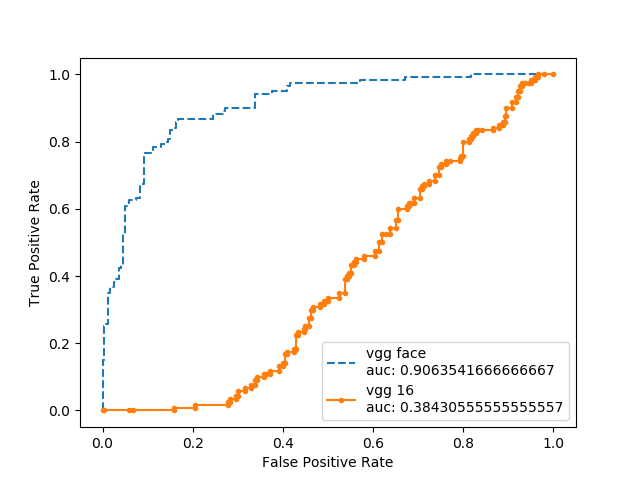 1.0
0.8
0.6
0.4
0.2
0.0
True Positive Rate
vgg face
auc: 0.9063541666666667
vgg 16
auc: 0.38430555555555557
0.0 0.2 0.4 0.6 0.8 1.0
False Positive Rate